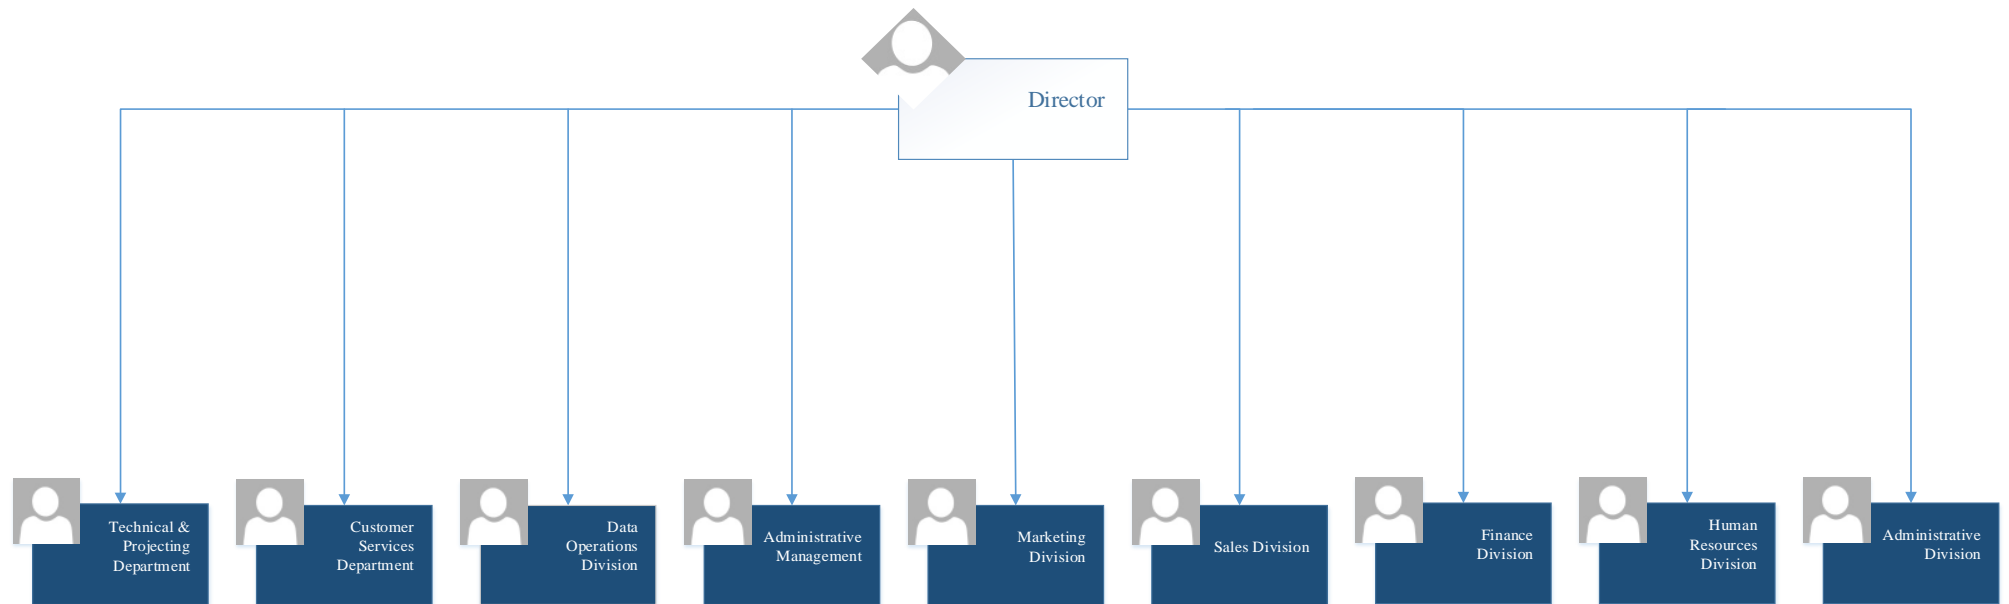 Director
Technical &
Projecting
Department
Customer
Services
Department
Data
Operations
Division
Administrative
Management
Marketing
Division
Sales Division
Finance
Division
Human
Resources
Division
Administrative
Division